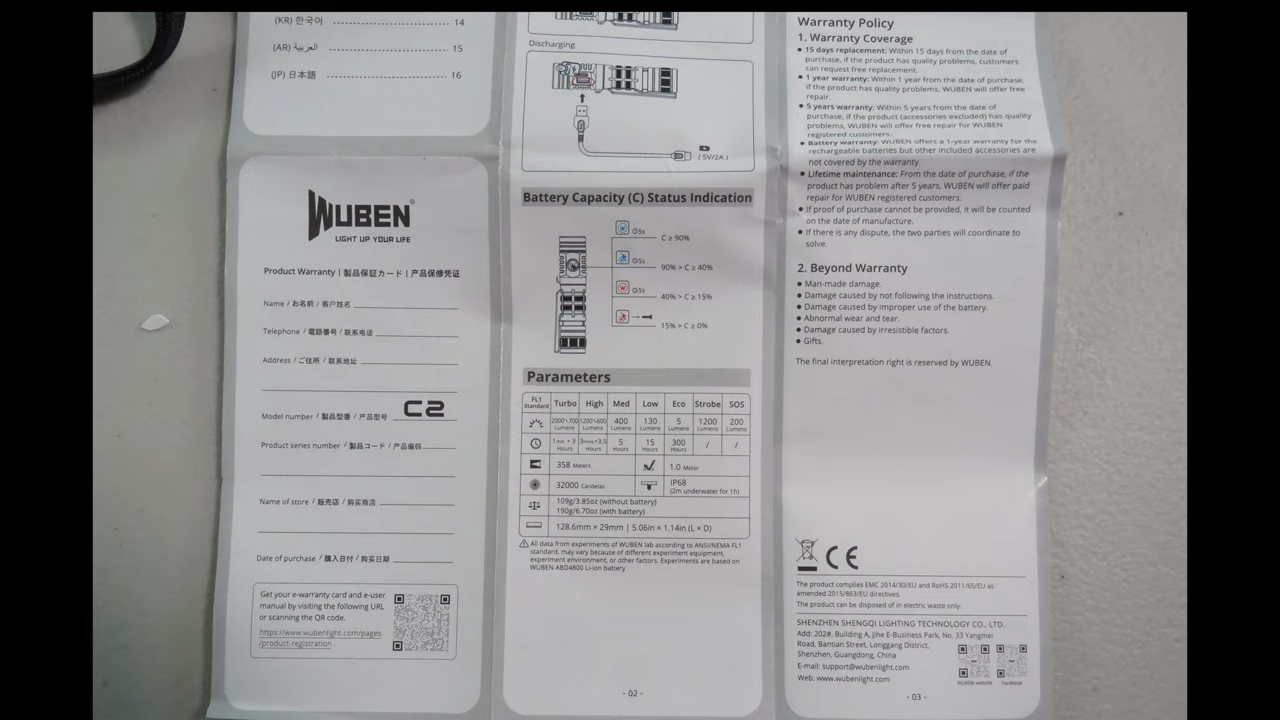 (KR) 한국어 14
(AR) العربية 15
(JP) 日本語 16
WUBEN®
LIGHT UP YOUR LIFE
Product Warranty | 製品保証カード | 产品保修凭证
Name / お名前 / 客户姓名
Telephone / 電話番号 / 联系电话
Address / ご住所 / 联系地址
Model number / 製品型番 / 产品型号 C2
Product series number / 製品コード / 产品编码
Name of store / 販売店 / 购买商店
Date of purchase / 購入日付 / 购买日期
Get your e-warranty card and e-user
manual by visiting the following URL
or scanning the QR code.
https://www.wubenlight.com/pages
/product-registration
Discharging
( 5V/2A )
Battery Capacity (C) Status Indication
5s
C ≥ 90%
5s
90% > C ≥ 40%
5s
40% > C ≥ 15%
15% > C ≥ 0%
Parameters
FL1 Standard Turbo High Med Low Eco Strobe SOS
2000~700 Lumens 1200~600 Lumens 400 Lumens 130 Lumens 5 Lumens 1200 Lumens 200 Lumens
1min + 3 Hours 3min+3.5 Hours 5 Hours 15 Hours 300 Hours / /
358 Meters 1.0 Meter
32000 Candelas IP68
(2m underwater for 1h)
109g/3.85oz (without battery)
190g/6.70oz (with battery)
128.6mm × 29mm | 5.06in × 1.14in (L × D)
All data from experiments of WUBEN lab according to ANSI/NEMA FL1
standard, may vary because of different experiment equipment,
experiment environment, or other factors. Experiments are based on
WUBEN ABD4800 Li-ion battery
- 02 -
Warranty Policy
1. Warranty Coverage
● 15 days replacement: Within 15 days from the date of
purchase, if the product has quality problems, customers
can request free replacement.
● 1 year warranty: Within 1 year from the date of purchase,
if the product has quality problems, WUBEN will offer free
repair.
● 5 years warranty: Within 5 years from the date of
purchase, if the product (accessories excluded) has quality
problems, WUBEN will offer free repair for WUBEN
registered customers.
● Battery warranty: WUBEN offers a 1-year warranty for the
rechargeable batteries but other included accessories are
not covered by the warranty.
● Lifetime maintenance: From the date of purchase, if the
product has problem after 5 years, WUBEN will offer paid
repair for WUBEN registered customers.
● If proof of purchase cannot be provided, it will be counted
on the date of manufacture.
● If there is any dispute, the two parties will coordinate to
solve.
2. Beyond Warranty
● Man-made damage.
● Damage caused by not following the instructions.
● Damage caused by improper use of the battery.
● Abnormal wear and tear.
● Damage caused by irresistible factors.
● Gifts.
The final interpretation right is reserved by WUBEN.
CE
The product complies EMC 2014/30/EU and RoHS 2011/65/EU as
amended 2015/863/EU directives.
The product can be disposed of in electric waste only.
SHENZHEN SHENGQI LIGHTING TECHNOLOGY CO., LTD.
Add: 202#, Building A, Jihe E-Business Park, No. 33 Yangmei
Road, Bantian Street, Longgang District,
Shenzhen, Guangdong, China
E-mail: support@wubenlight.com
Web: www.wubenlight.com
WUBEN website Facebook
- 03 -